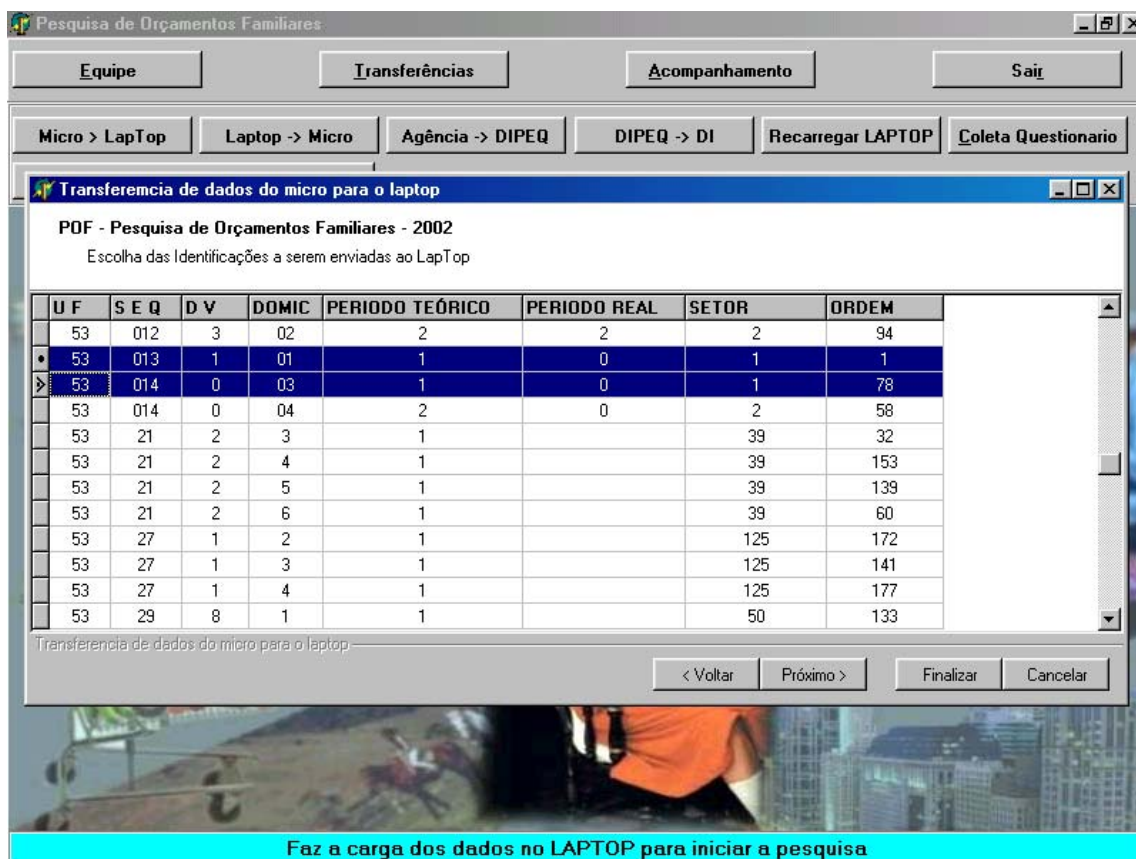 Pesquisa de Orçamentos Familiares
Equipe Transferências Acompanhamento Sair
Micro > LapTop Laptop -> Micro Agência -> DIPEQ DIPEQ -> DI Recarregar LAPTOP Coleta Questionario
Transferemcia de dados do micro para o laptop
POF - Pesquisa de Orçamentos Familiares - 2002
Escolha das Identificações a serem enviadas ao LapTop
U F S E Q D V DOMIC PERIODO TEÓRICO PERIODO REAL SETOR ORDEM
53 012 3 02 2 2 2 94
53 013 1 01 1 0 1 1
53 014 0 03 1 0 1 78
53 014 0 04 2 0 2 58
53 21 2 3 1 39 32
53 21 2 4 1 39 153
53 21 2 5 1 39 139
53 21 2 6 1 39 60
53 27 1 2 1 125 172
53 27 1 3 1 125 141
53 27 1 4 1 125 177
53 29 8 1 1 50 133
Transferencia de dados do micro para o laptop
< Voltar Próximo > Finalizar Cancelar
Faz a carga dos dados no LAPTOP para iniciar a pesquisa